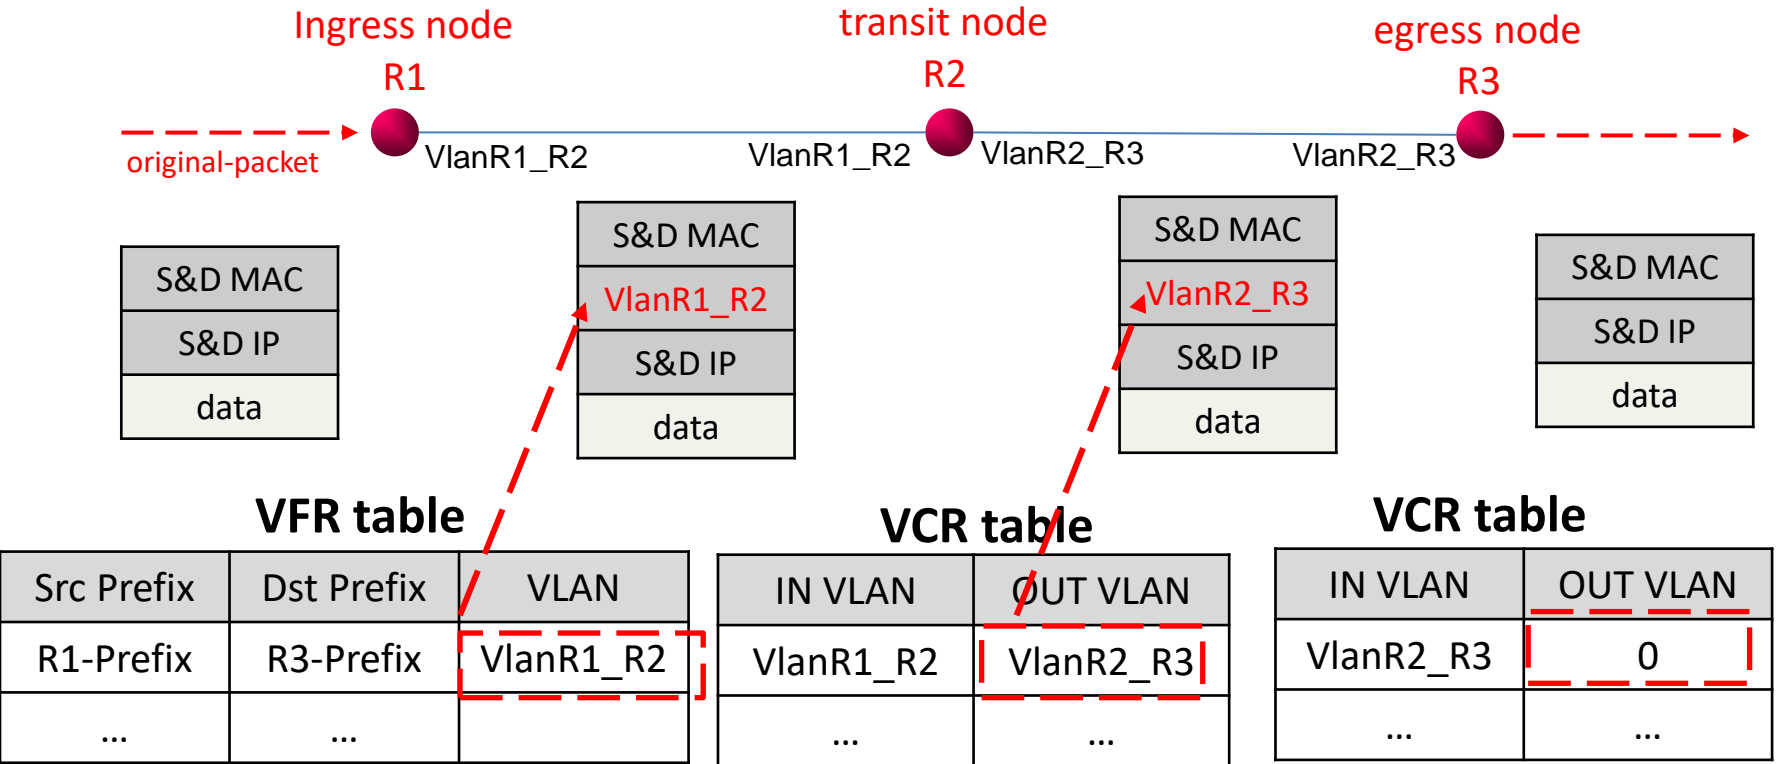 Ingress node
transit node
egress node
R1
R2
R3
original-packet
VlanR1_R2
VlanR1_R2
VlanR2_R3
VlanR2_R3
S&D MAC
S&D IP
data
S&D MAC
VlanR1_R2
S&D IP
data
S&D MAC
VlanR2_R3
S&D IP
data
S&D MAC
S&D IP
data
VFR table
Src Prefix Dst Prefix VLAN
R1-Prefix R3-Prefix VlanR1_R2
... ...
VCR table
IN VLAN OUT VLAN
VlanR1_R2 VlanR2_R3
... ...
VCR table
IN VLAN OUT VLAN
VlanR2_R3 0
... ...